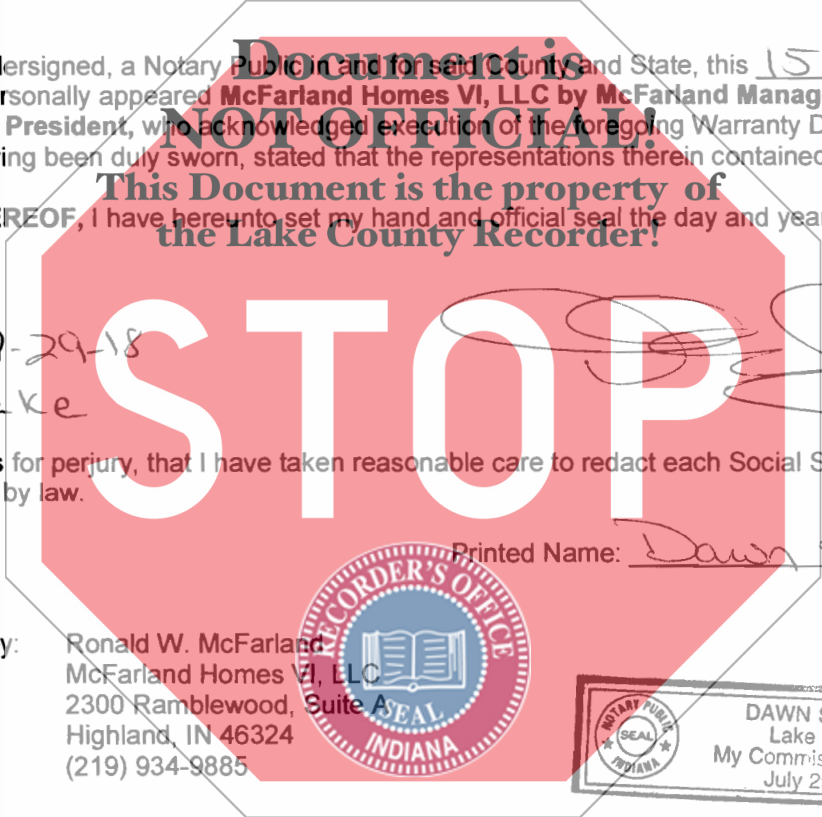 Document is
ersigned, a Notary Public in and for said County and State, this 15
rsonally appeared McFarland Homes VI, LLC by McFarland Manag
NOT OFFICIAL!
President, who acknowledged execution of the foregoing Warranty D
ing been duly sworn, stated that the representations therein contained
This Document is the property of
EREOF, I have hereunto set my hand and official seal the day and year
the Lake County Recorder!
-29-18
ke
STOP
s for perjury, that I have taken reasonable care to redact each Social S
by law.
Printed Name: Dawn
RECORDER'S OFFICE
SEAL
INDIANA
y: Ronald W. McFarland
McFarland Homes VI, LLC
2300 Ramblewood, Suite A
Highland, IN 46324
(219) 934-9885
NOTARY PUBLIC
SEAL
INDIANA
DAWN S
Lake
My Commis
July 2